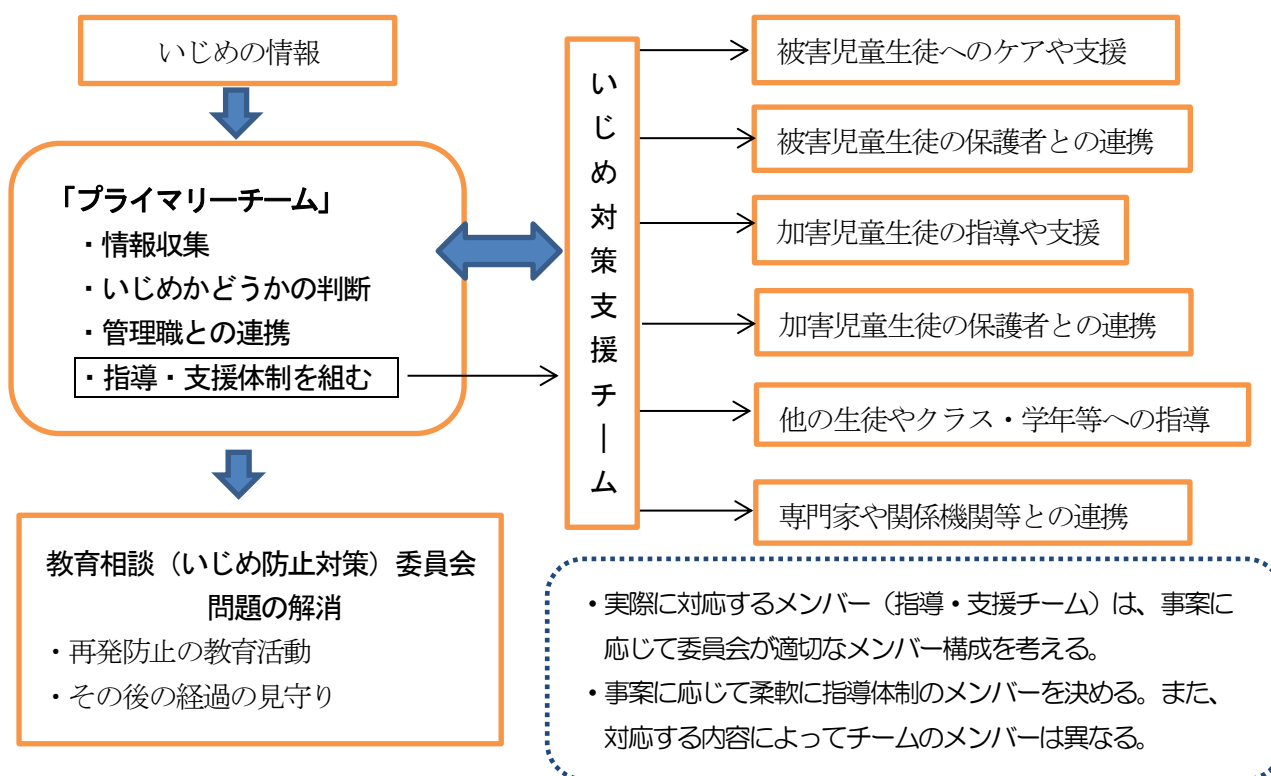 いじめの情報
「プライマリーチーム」
・情報収集
・いじめかどうかの判断
・管理職との連携
・指導・支援体制を組む
教育相談（いじめ防止対策）委員会
問題の解消
・再発防止の教育活動
・その後の経過の見守り
いじめ対策支援チーム
被害児童生徒へのケアや支援
被害児童生徒の保護者との連携
加害児童生徒の指導や支援
加害児童生徒の保護者との連携
他の生徒やクラス・学年等への指導
専門家や関係機関等との連携
・実際に対応するメンバー（指導・支援チーム）は、事案に
応じて委員会が適切なメンバー構成を考える。
・事案に応じて柔軟に指導体制のメンバーを決める。また、
対応する内容によってチームのメンバーは異なる。